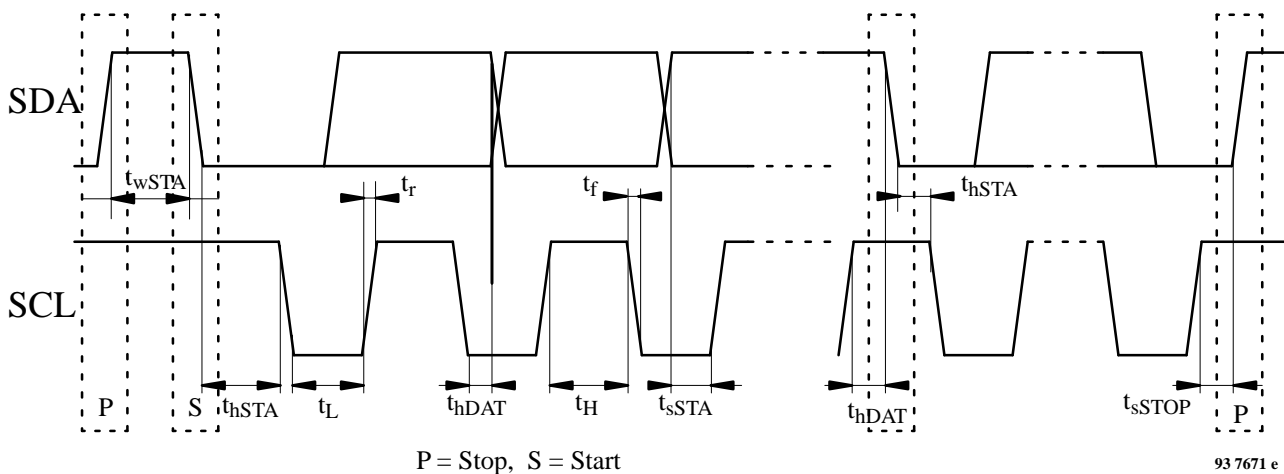 SDA
t_wSTA
t_r
t_f
t_hSTA
SCL
P
S
t_hSTA
t_L
t_hDAT
t_H
t_sSTA
t_hDAT
t_sSTOP
P
P = Stop, S = Start
93 7671 e